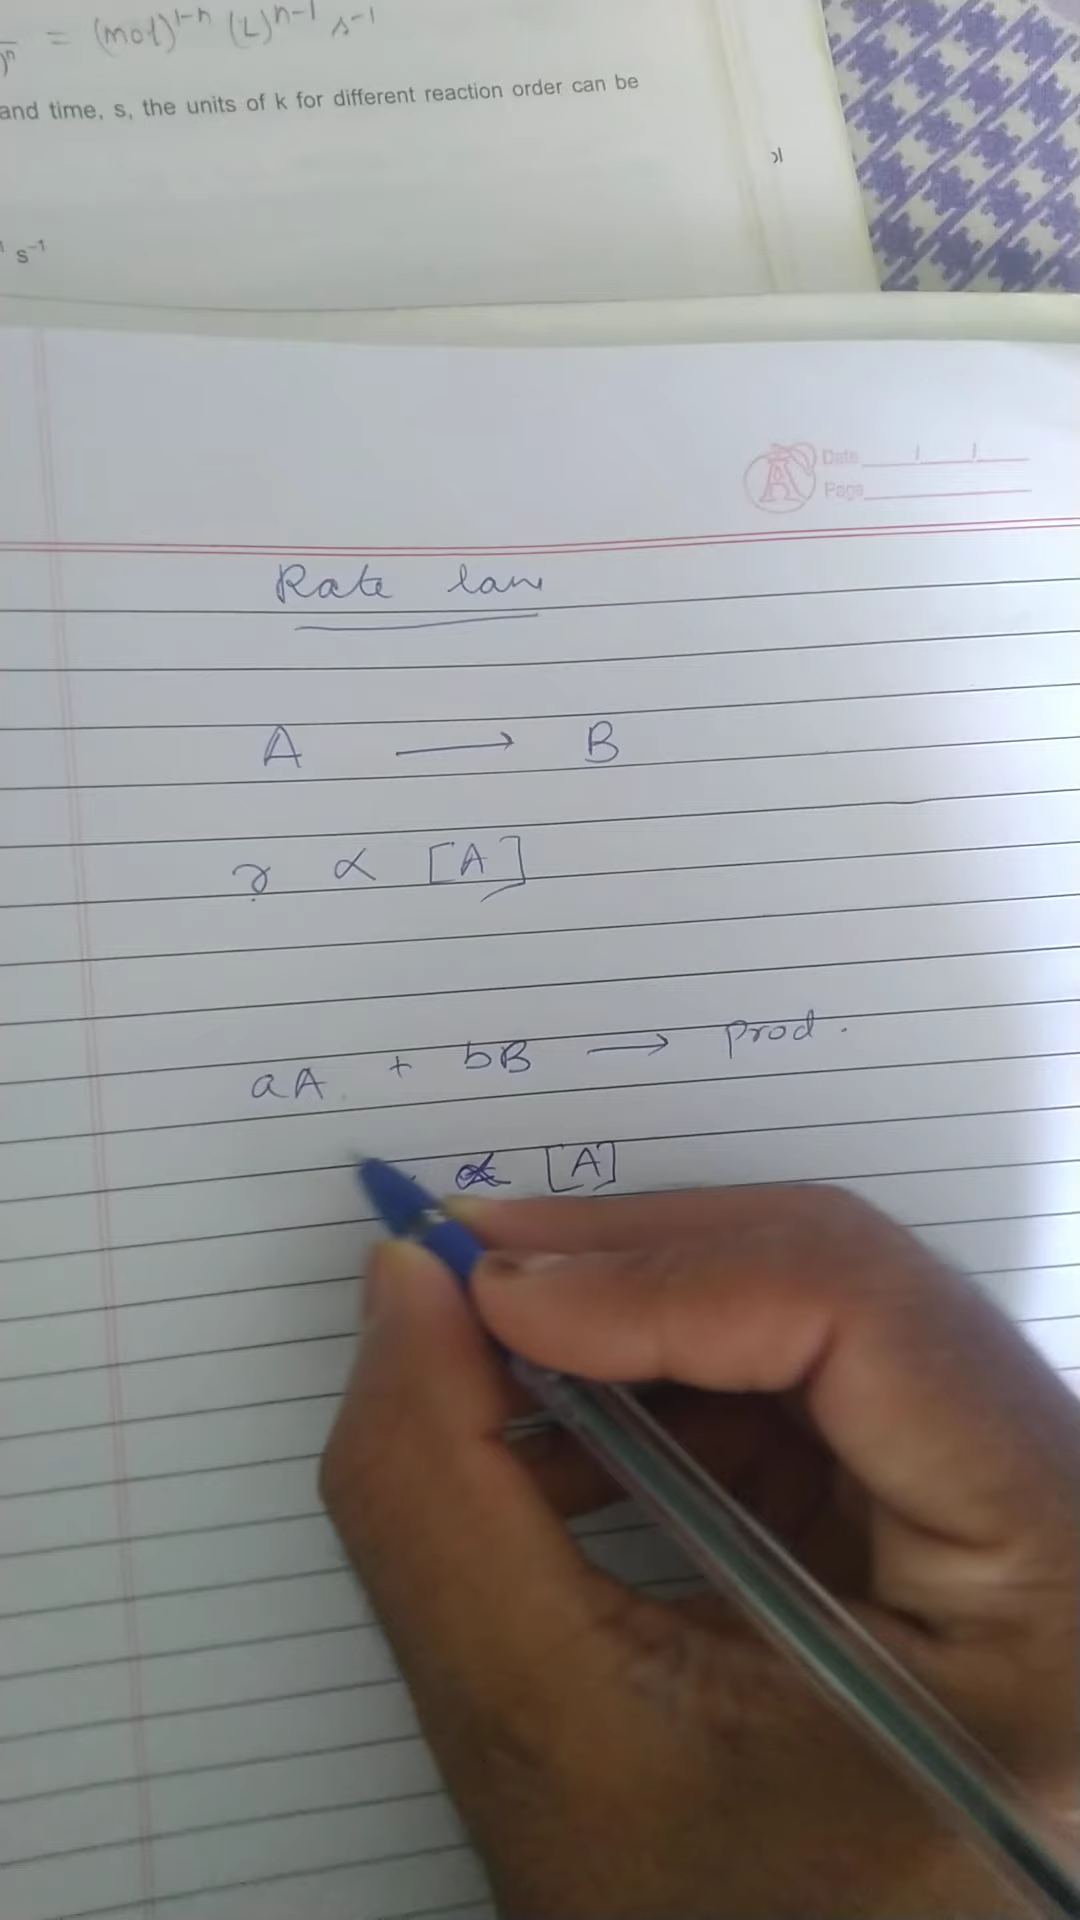 )ⁿ = (mol)¹⁻ⁿ (L)ⁿ⁻¹ s⁻¹
and time, s, the units of k for different reaction order can be
s⁻¹
Date
Page
Rate law
A ⟶ B
r ∝ [A]
aA + bB ⟶ prod.
∝ [A]